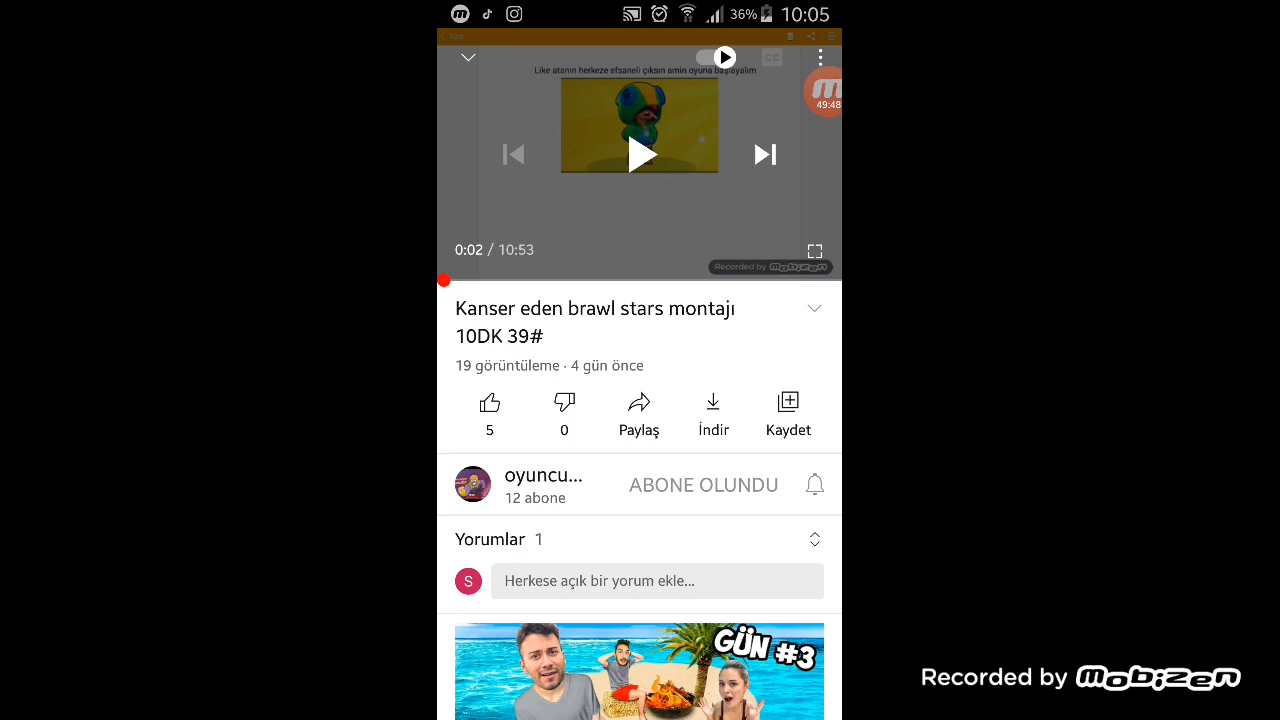 36% 10:05
Not
CC
Like atanın herkeze efsaneli çıksın amin oyuna başlayalım
49:48
0:02 / 10:53
Recorded by mobizen
Kanser eden brawl stars montajı
10DK 39#
19 görüntüleme · 4 gün önce
5 0 Paylaş İndir Kaydet
oyuncu... ABONE OLUNDU
12 abone
Yorumlar 1
S Herkese açık bir yorum ekle...
GÜN #3
Recorded by mobizen